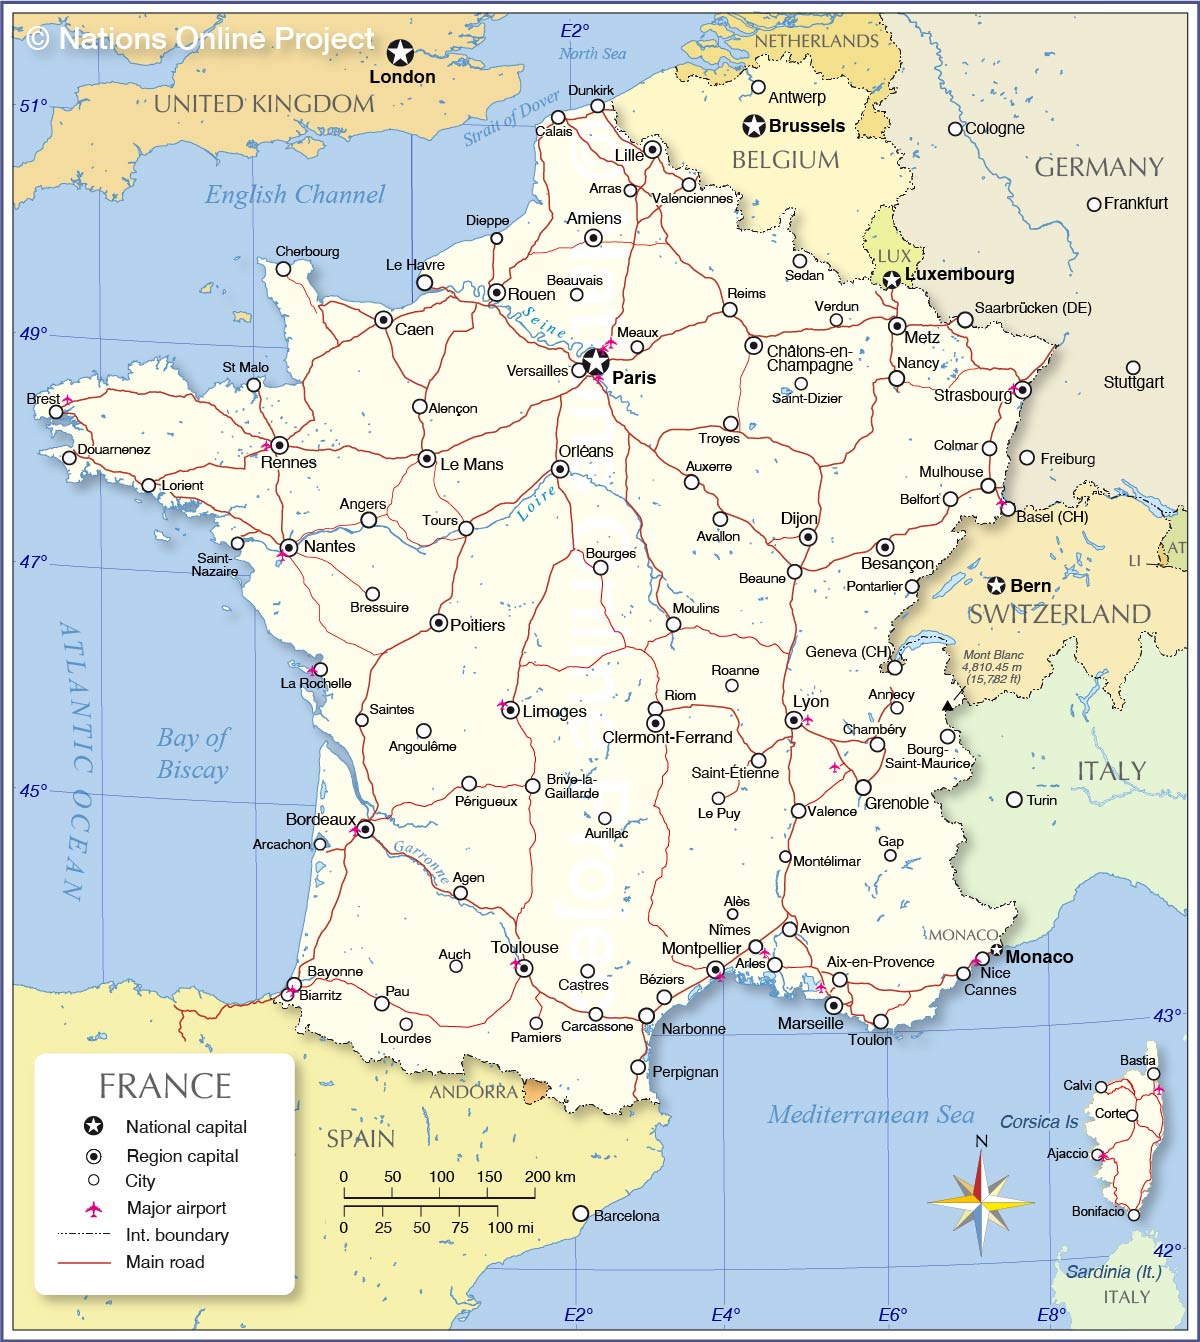 © Nations Online Project
London
UNITED KINGDOM
51°
E2°
North Sea
NETHERLANDS
Antwerp
Brussels
BELGIUM
Cologne
GERMANY
Frankfurt
Strait of Dover
Dunkirk
Calais
Lille
Arras
Valenciennes
English Channel
Dieppe
Amiens
Cherbourg
Le Havre
Beauvais
Rouen
Sedan
LUX
Luxembourg
Caen
Seine
Reims
Verdun
Saarbrücken (DE)
Metz
49°
Meaux
Châlons-en-
Champagne
Nancy
Versailles
Paris
St Malo
Saint-Dizier
Strasbourg
Stuttgart
Brest
Alençon
Troyes
Douarnenez
Rennes
Le Mans
Orléans
Auxerre
Colmar
Freiburg
Mulhouse
Lorient
Belfort
Angers
Tours
Loire
Avallon
Dijon
Basel (CH)
Nantes
Saint-
Nazaire
Bourges
Beaune
Besançon
Pontarlier
47°
LI
AT
Bern
SWITZERLAND
Bressuire
Poitiers
Moulins
Geneva (CH)
Mont Blanc
4,810.45 m
(15,782 ft)
ATLANTIC OCEAN
La Rochelle
Roanne
Riom
Annecy
Saintes
Limoges
Lyon
Angoulême
Clermont-Ferrand
Chambéry
Bourg-
Saint-Maurice
Bay of
Biscay
ITALY
Saint-Étienne
45°
Périgueux
Brive-la-
Gaillarde
Le Puy
Grenoble
Turin
Valence
Bordeaux
Aurillac
Arcachon
Garronne
Gap
Montélimar
Agen
Alès
Nîmes
Avignon
MONACO
Monaco
Toulouse
Montpellier
Auch
Arles
Aix-en-Provence
Nice
Cannes
Bayonne
Biarritz
Castres
Béziers
Pau
Lourdes
Pamiers
Carcassonne
Narbonne
Marseille
Toulon
43°
Perpignan
ANDORRA
SPAIN
Mediterranean Sea
Bastia
Calvi
Corsica Is
Corte
Ajaccio
Bonifacio
N
Barcelona
42°
Sardinia (It.)
ITALY
FRANCE
National capital
Region capital
City
Major airport
Int. boundary
Main road
0 50 100 150 200 km
0 25 50 75 100 mi
E2°
E4°
E6°
E8°